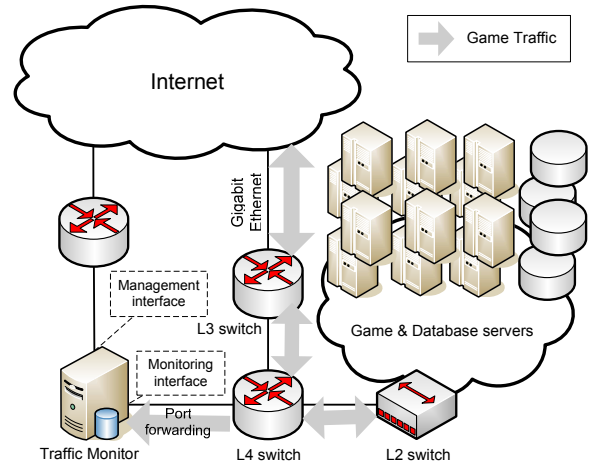 Game Traffic
Internet
Gigabit
Ethernet
Management
interface
L3 switch
Game & Database servers
Monitoring
interface
Port
forwarding
Traffic Monitor
L4 switch
L2 switch